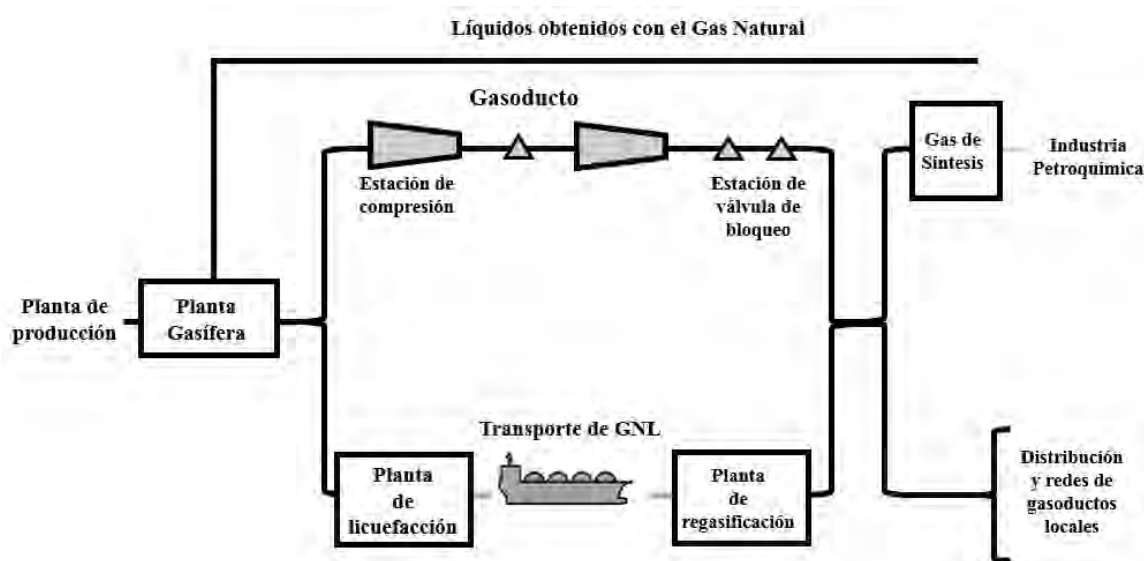 Líquidos obtenidos con el Gas Natural
Gasoducto
Estación de
compresión
Estación de
válvula de
bloqueo
Gas de
Síntesis
Industria
Petroquímica
Planta de
producción
Planta
Gasífera
Transporte de GNL
Planta
de
licuefacción
Planta
de
regasificación
Distribución
y redes de
gasoductos
locales